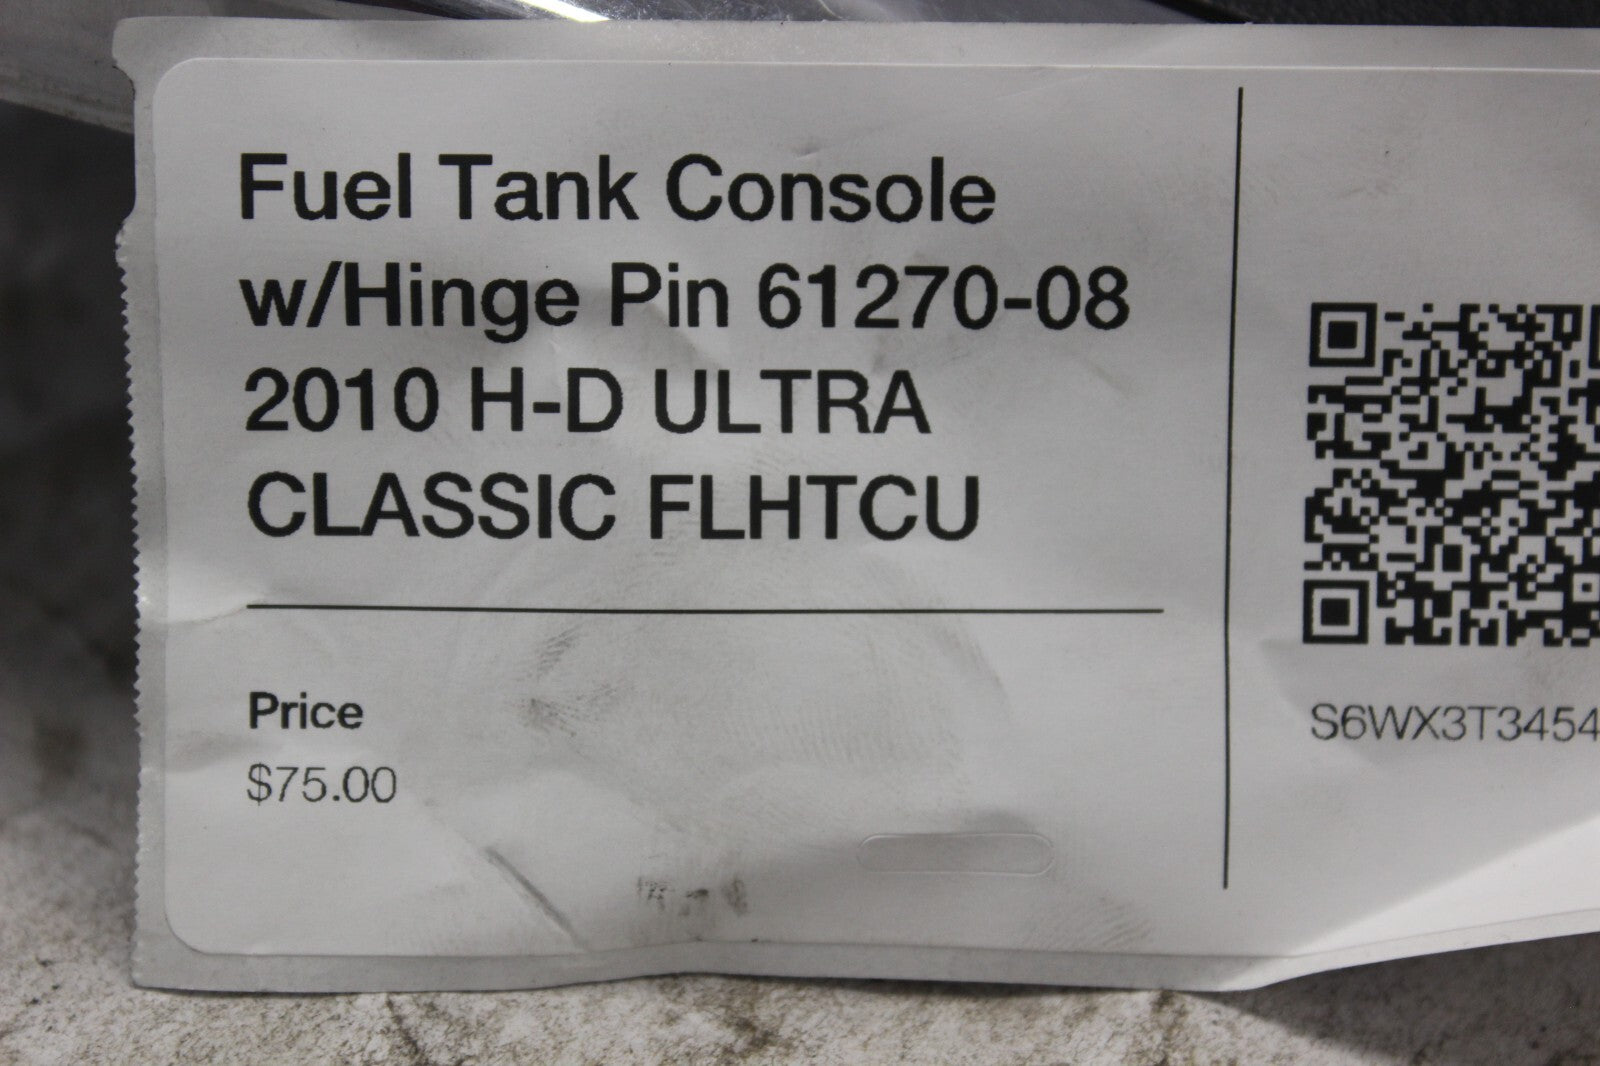 Fuel Tank Console
w/Hinge Pin 61270-08
2010 H-D ULTRA
CLASSIC FLHTCU
Price
$75.00
S6WX3T3454